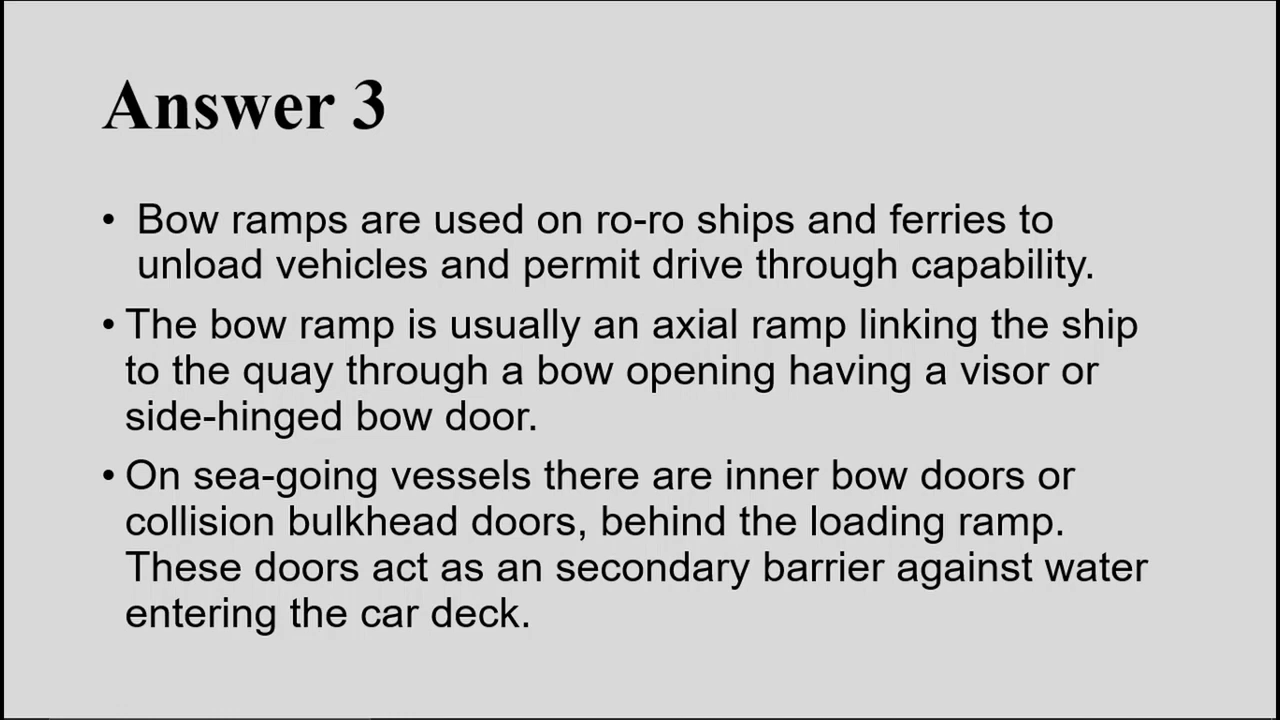 Answer 3
• Bow ramps are used on ro-ro ships and ferries to
unload vehicles and permit drive through capability.
• The bow ramp is usually an axial ramp linking the ship
to the quay through a bow opening having a visor or
side-hinged bow door.
• On sea-going vessels there are inner bow doors or
collision bulkhead doors, behind the loading ramp.
These doors act as an secondary barrier against water
entering the car deck.